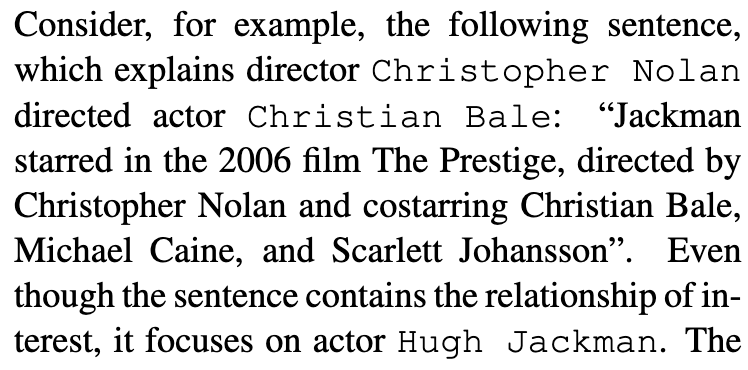 Consider, for example, the following sentence,
which explains director Christopher Nolan
directed actor Christian Bale: “Jackman
starred in the 2006 film The Prestige, directed by
Christopher Nolan and costarring Christian Bale,
Michael Caine, and Scarlett Johansson”. Even
though the sentence contains the relationship of in-
terest, it focuses on actor Hugh Jackman. The